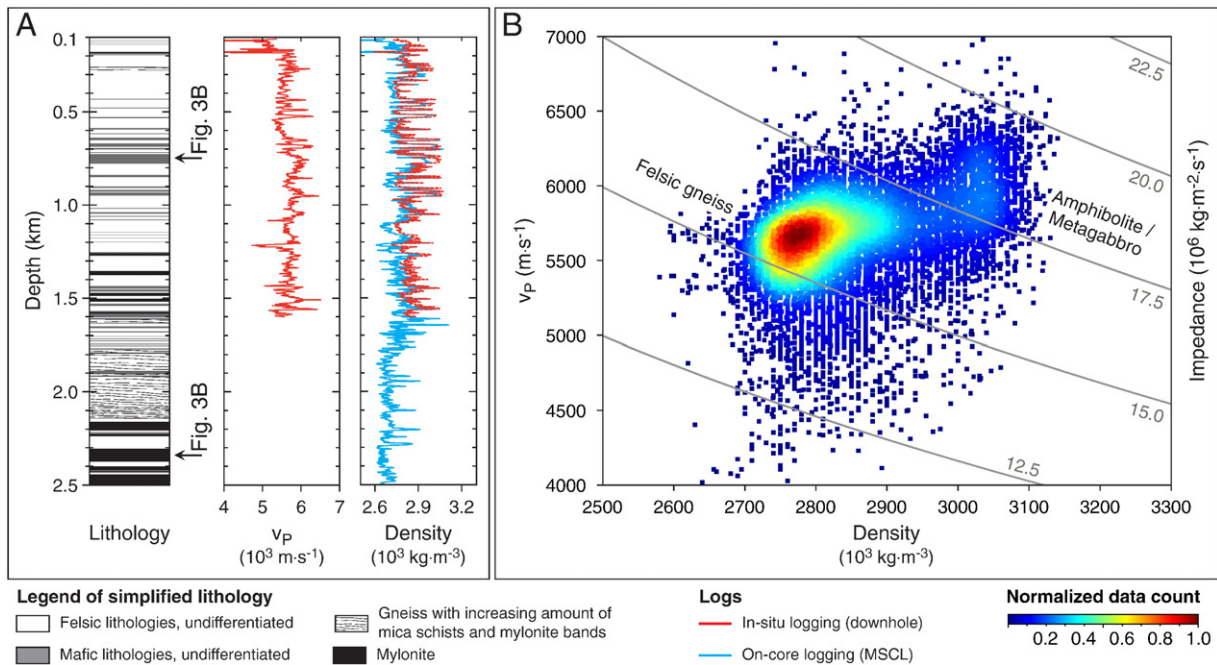 A
0.1
0.5
1.0
1.5
2.0
2.5
Depth (km)
Fig. 3B
Fig. 3B
Lithology
4 5 6 7
vP
(10³ m·s⁻¹)
2.6 2.9 3.2
Density
(10³ kg·m⁻³)
B
7000
6500
6000
5500
5000
4500
4000
vP (m·s⁻¹)
2500 2700 2800 2900 3000 3100 3300
Density
(10³ kg·m⁻³)
Felsic gneiss
Amphibolite /
Metagabbro
22.5
20.0
17.5
15.0
12.5
Impedance (10⁶ kg·m⁻²·s⁻¹)
Legend of simplified lithology
Felsic lithologies, undifferentiated
Mafic lithologies, undifferentiated
Gneiss with increasing amount of
mica schists and mylonite bands
Mylonite
Logs
In-situ logging (downhole)
On-core logging (MSCL)
Normalized data count
0.2 0.4 0.6 0.8 1.0